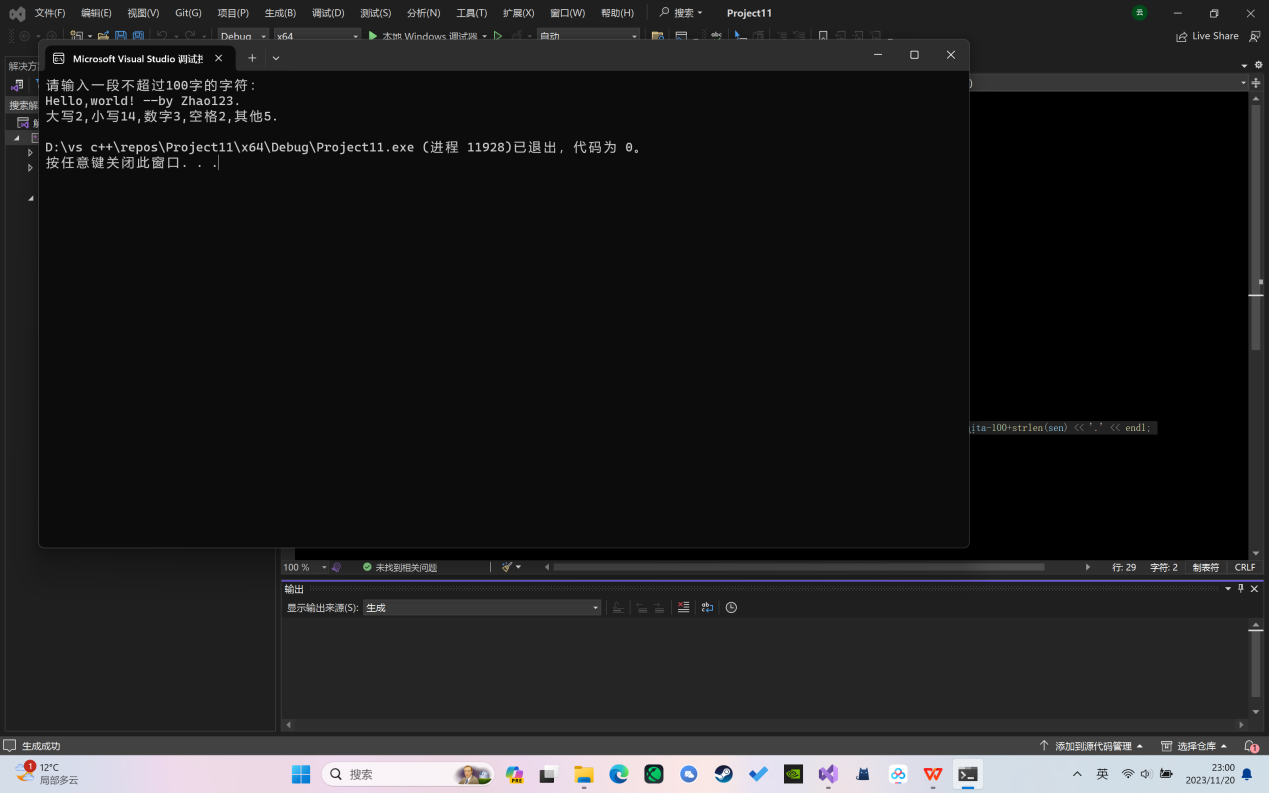 文件(F) 编辑(E) 视图(V) Git(G) 项目(P) 生成(B) 调试(D) 测试(S) 分析(N) 工具(T) 扩展(X) 窗口(W) 帮助(H) 搜索 Project11 云
Debug x64 本地 Windows 调试器 自动 Live Share
Microsoft Visual Studio 调试
请输入一段不超过100字的字符:
Hello,world! --by Zhao123.
大写2,小写14,数字3,空格2,其他5.
D:\vs c++\repos\Project11\x64\Debug\Project11.exe (进程 11928)已退出, 代码为 0。
按任意键关闭此窗口. . .
ita-100+strlen(sen) << '.' << endl;
100 % 未找到相关问题 行: 29 字符: 2 制表符 CRLF
输出
显示输出来源(S): 生成
生成成功 添加到源代码管理 选择仓库 1
1 12°C
局部多云
搜索
PRE
英
23:00
2023/11/20